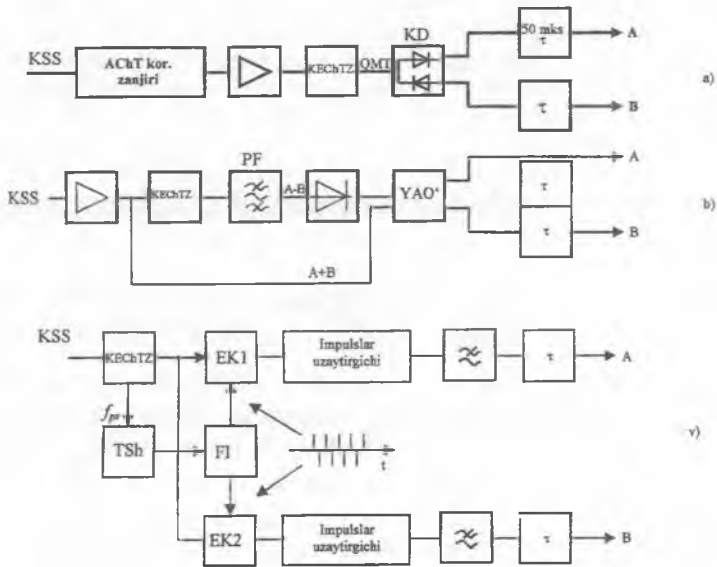 KD
50 mks
τ
A
KSS
AChT kor.
zanjiri
KEChTZ
QMT
a)
τ
B
PF
A
KSS
KEChTZ
A-B
YAO*
τ
b)
τ
B
A+B
KSS
KEChTZ
EK1
Impulslar
uzaytirgichi
τ
A
TSh
FI
t
v)
EK2
Impulslar
uzaytirgichi
τ
B